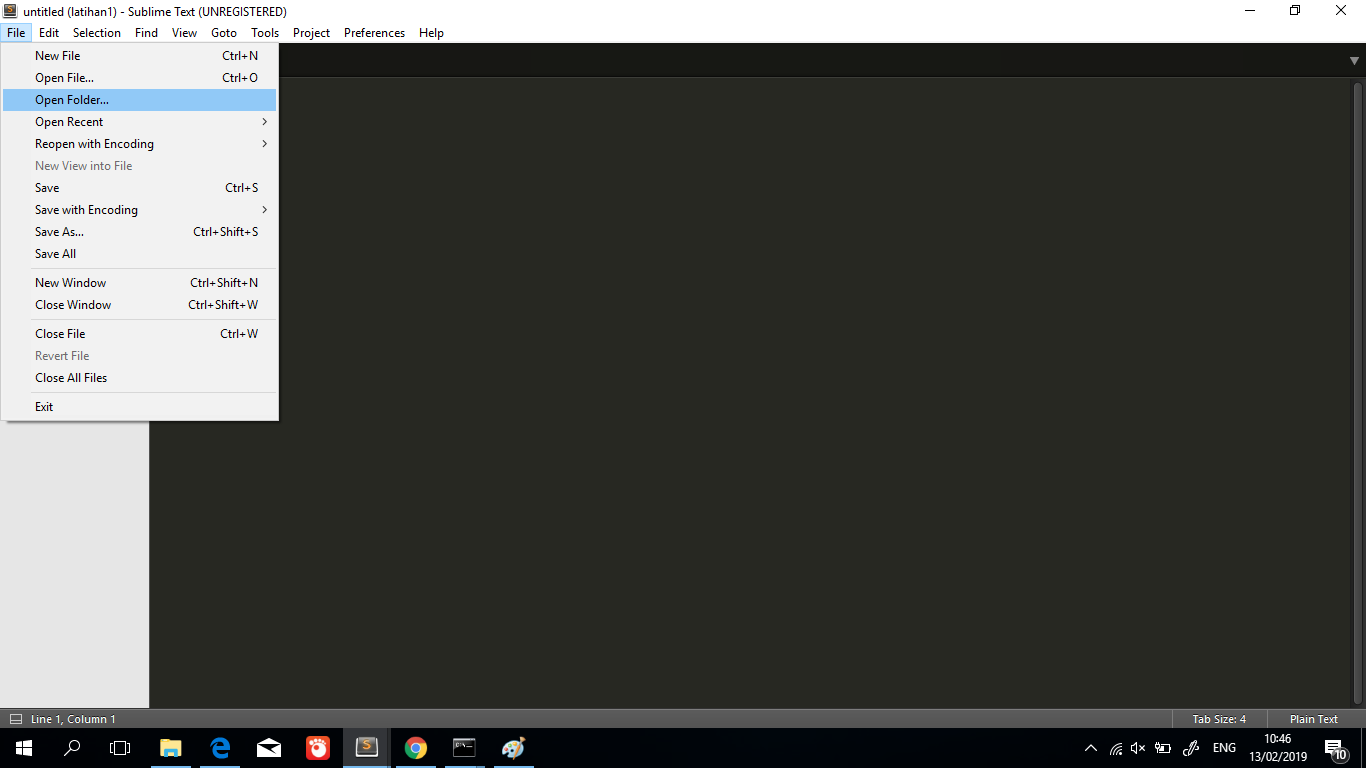 untitled (latihan1) - Sublime Text (UNREGISTERED)
File Edit Selection Find View Goto Tools Project Preferences Help
New File Ctrl+N
Open File... Ctrl+O
Open Folder...
Open Recent
Reopen with Encoding
New View into File
Save Ctrl+S
Save with Encoding
Save As... Ctrl+Shift+S
Save All
New Window Ctrl+Shift+N
Close Window Ctrl+Shift+W
Close File Ctrl+W
Revert File
Close All Files
Exit
Line 1, Column 1 Tab Size: 4 Plain Text
ENG
10:46
13/02/2019
10